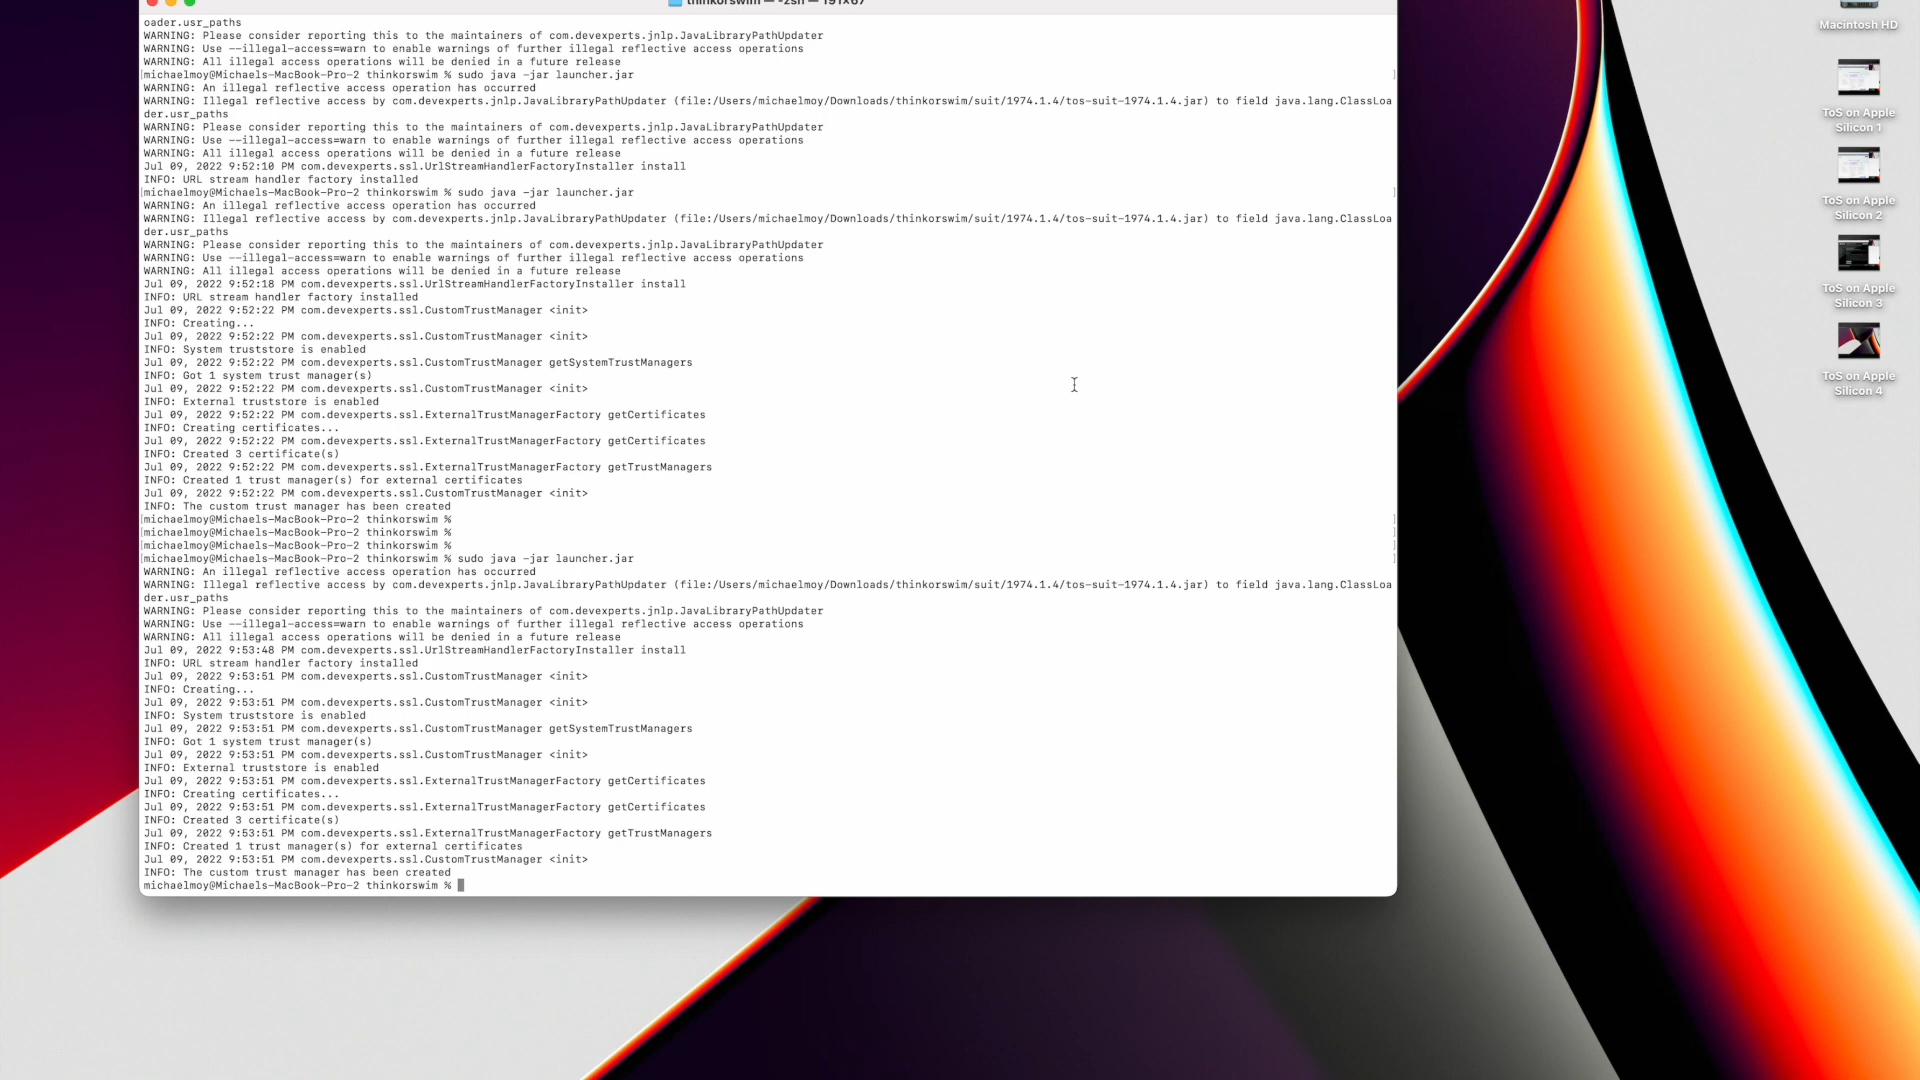 thinkorswim — -zsh — 191×67
oader.usr_paths
WARNING: Please consider reporting this to the maintainers of com.devexperts.jnlp.JavaLibraryPathUpdater
WARNING: Use --illegal-access=warn to enable warnings of further illegal reflective access operations
WARNING: All illegal access operations will be denied in a future release
[michaelmoy@Michaels-MacBook-Pro-2 thinkorswim % sudo java -jar launcher.jar ]
WARNING: An illegal reflective access operation has occurred
WARNING: Illegal reflective access by com.devexperts.jnlp.JavaLibraryPathUpdater (file:/Users/michaelmoy/Downloads/thinkorswim/suit/1974.1.4/tos-suit-1974.1.4.jar) to field java.lang.ClassLoa
der.usr_paths
WARNING: Please consider reporting this to the maintainers of com.devexperts.jnlp.JavaLibraryPathUpdater
WARNING: Use --illegal-access=warn to enable warnings of further illegal reflective access operations
WARNING: All illegal access operations will be denied in a future release
Jul 09, 2022 9:52:10 PM com.devexperts.ssl.UrlStreamHandlerFactoryInstaller install
INFO: URL stream handler factory installed
[michaelmoy@Michaels-MacBook-Pro-2 thinkorswim % sudo java -jar launcher.jar ]
WARNING: An illegal reflective access operation has occurred
WARNING: Illegal reflective access by com.devexperts.jnlp.JavaLibraryPathUpdater (file:/Users/michaelmoy/Downloads/thinkorswim/suit/1974.1.4/tos-suit-1974.1.4.jar) to field java.lang.ClassLoa
der.usr_paths
WARNING: Please consider reporting this to the maintainers of com.devexperts.jnlp.JavaLibraryPathUpdater
WARNING: Use --illegal-access=warn to enable warnings of further illegal reflective access operations
WARNING: All illegal access operations will be denied in a future release
Jul 09, 2022 9:52:18 PM com.devexperts.ssl.UrlStreamHandlerFactoryInstaller install
INFO: URL stream handler factory installed
Jul 09, 2022 9:52:22 PM com.devexperts.ssl.CustomTrustManager <init>
INFO: Creating...
Jul 09, 2022 9:52:22 PM com.devexperts.ssl.CustomTrustManager <init>
INFO: System truststore is enabled
Jul 09, 2022 9:52:22 PM com.devexperts.ssl.CustomTrustManager getSystemTrustManagers
INFO: Got 1 system trust manager(s)
Jul 09, 2022 9:52:22 PM com.devexperts.ssl.CustomTrustManager <init>
INFO: External truststore is enabled
Jul 09, 2022 9:52:22 PM com.devexperts.ssl.ExternalTrustManagerFactory getCertificates
INFO: Creating certificates...
Jul 09, 2022 9:52:22 PM com.devexperts.ssl.ExternalTrustManagerFactory getCertificates
INFO: Created 3 certificate(s)
Jul 09, 2022 9:52:22 PM com.devexperts.ssl.ExternalTrustManagerFactory getTrustManagers
INFO: Created 1 trust manager(s) for external certificates
Jul 09, 2022 9:52:22 PM com.devexperts.ssl.CustomTrustManager <init>
INFO: The custom trust manager has been created
[michaelmoy@Michaels-MacBook-Pro-2 thinkorswim % ]
[michaelmoy@Michaels-MacBook-Pro-2 thinkorswim % ]
[michaelmoy@Michaels-MacBook-Pro-2 thinkorswim % ]
[michaelmoy@Michaels-MacBook-Pro-2 thinkorswim % sudo java -jar launcher.jar ]
WARNING: An illegal reflective access operation has occurred
WARNING: Illegal reflective access by com.devexperts.jnlp.JavaLibraryPathUpdater (file:/Users/michaelmoy/Downloads/thinkorswim/suit/1974.1.4/tos-suit-1974.1.4.jar) to field java.lang.ClassLoa
der.usr_paths
WARNING: Please consider reporting this to the maintainers of com.devexperts.jnlp.JavaLibraryPathUpdater
WARNING: Use --illegal-access=warn to enable warnings of further illegal reflective access operations
WARNING: All illegal access operations will be denied in a future release
Jul 09, 2022 9:53:48 PM com.devexperts.ssl.UrlStreamHandlerFactoryInstaller install
INFO: URL stream handler factory installed
Jul 09, 2022 9:53:51 PM com.devexperts.ssl.CustomTrustManager <init>
INFO: Creating...
Jul 09, 2022 9:53:51 PM com.devexperts.ssl.CustomTrustManager <init>
INFO: System truststore is enabled
Jul 09, 2022 9:53:51 PM com.devexperts.ssl.CustomTrustManager getSystemTrustManagers
INFO: Got 1 system trust manager(s)
Jul 09, 2022 9:53:51 PM com.devexperts.ssl.CustomTrustManager <init>
INFO: External truststore is enabled
Jul 09, 2022 9:53:51 PM com.devexperts.ssl.ExternalTrustManagerFactory getCertificates
INFO: Creating certificates...
Jul 09, 2022 9:53:51 PM com.devexperts.ssl.ExternalTrustManagerFactory getCertificates
INFO: Created 3 certificate(s)
Jul 09, 2022 9:53:51 PM com.devexperts.ssl.ExternalTrustManagerFactory getTrustManagers
INFO: Created 1 trust manager(s) for external certificates
Jul 09, 2022 9:53:51 PM com.devexperts.ssl.CustomTrustManager <init>
INFO: The custom trust manager has been created
michaelmoy@Michaels-MacBook-Pro-2 thinkorswim %
Macintosh HD
ToS on Apple
Silicon 1
ToS on Apple
Silicon 2
ToS on Apple
Silicon 3
ToS on Apple
Silicon 4